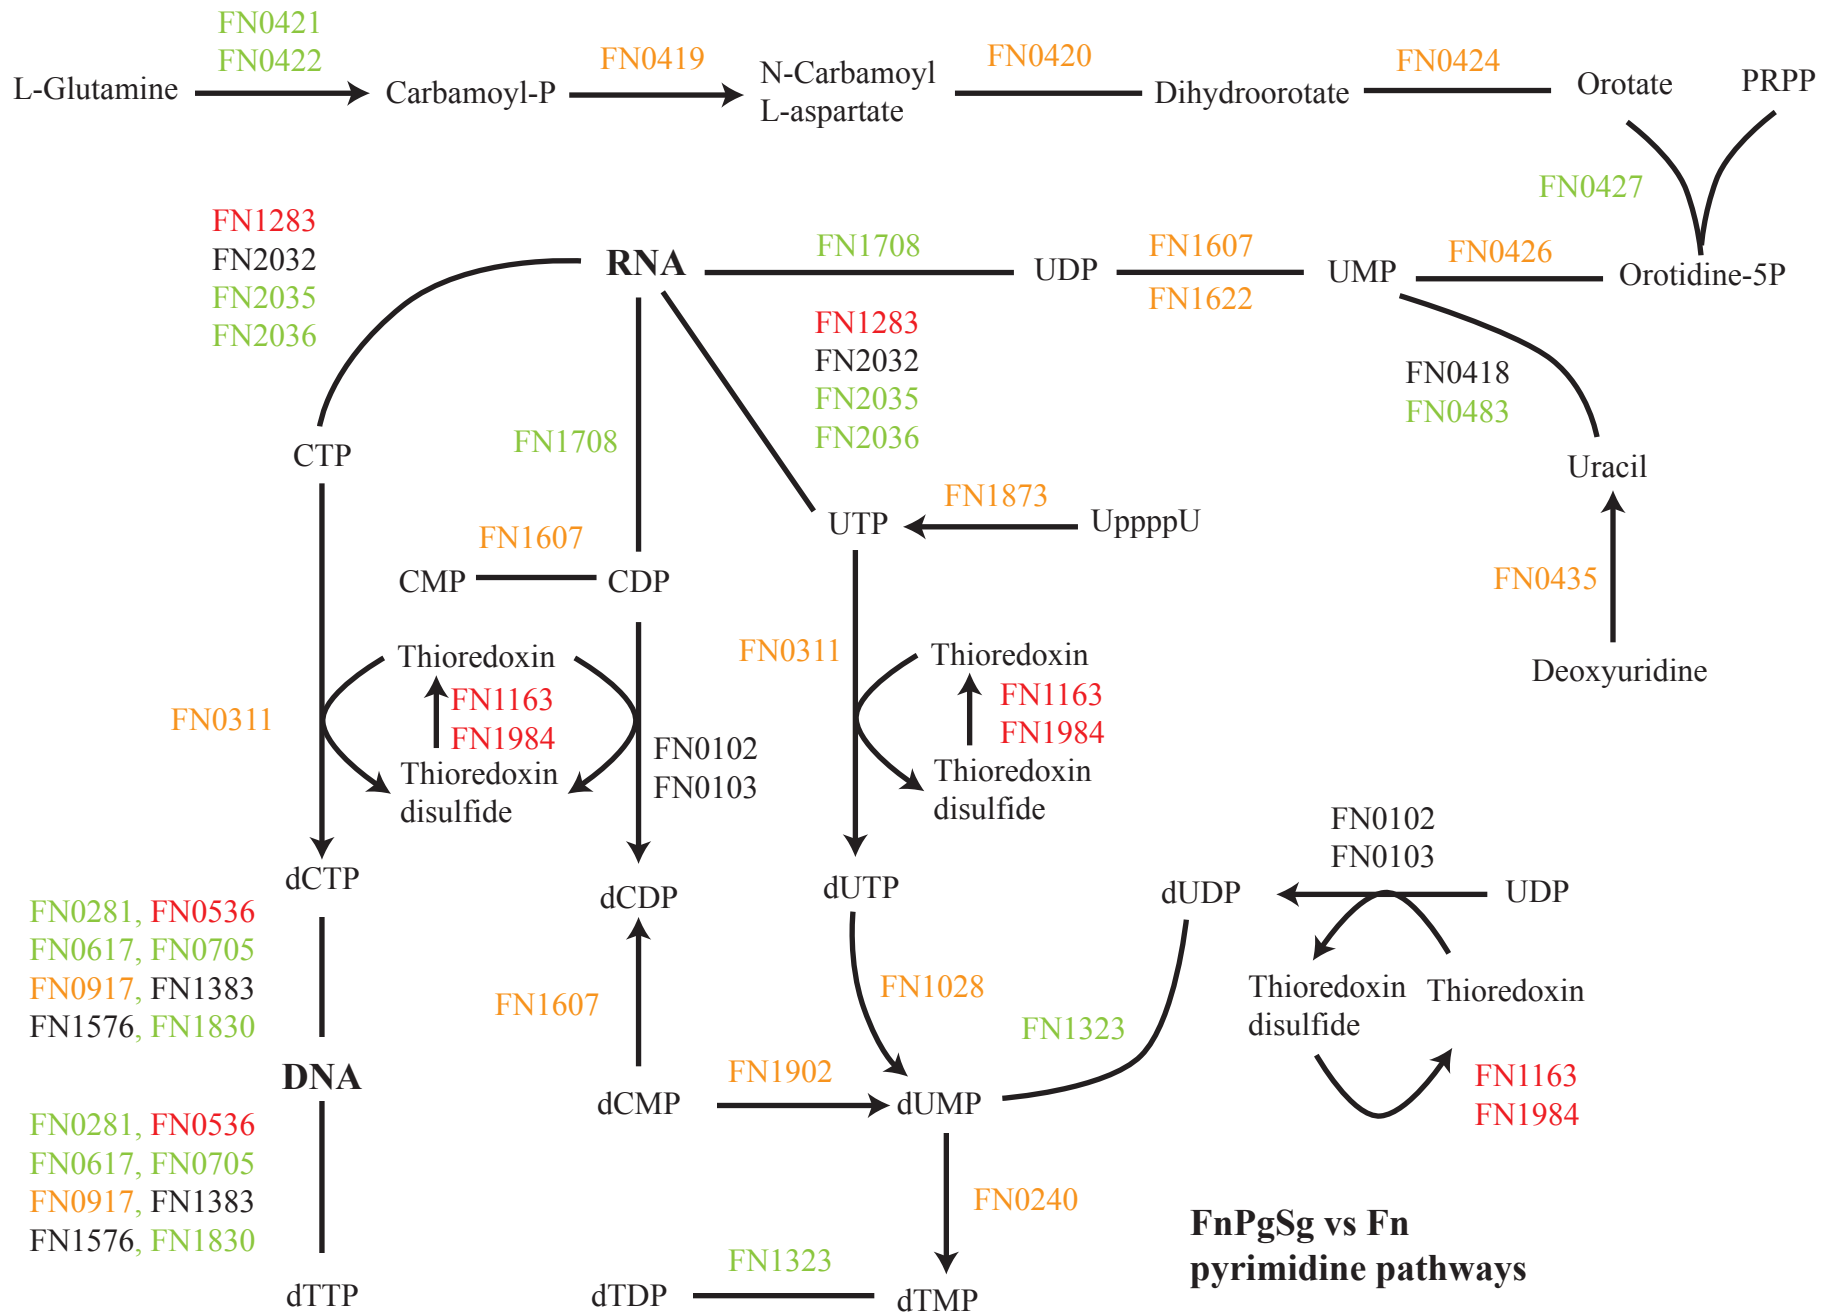 FN0421
FN0422
L-Glutamine
Carbamoyl-P
FN0419
N-Carbamoyl
L-aspartate
FN0420
Dihydroorotate
FN0424
Orotate
PRPP
FN0427
FN1283
FN2032
FN2035
FN2036
RNA
FN1708
UDP
FN1607
FN1622
UMP
FN0426
Orotidine-5P
FN1283
FN2032
FN2035
FN2036
FN0418
FN0483
CTP
FN1708
Uracil
UTP
FN1873
UppppU
FN1607
CMP
CDP
FN0435
Deoxyuridine
FN0311
Thioredoxin
FN1163
FN1984
Thioredoxin
disulfide
FN0102
FN0103
FN0311
Thioredoxin
FN1163
FN1984
Thioredoxin
disulfide
FN0102
FN0103
dCTP
dCDP
dUTP
dUDP
UDP
FN0281, FN0536
FN0617, FN0705
FN0917, FN1383
FN1576, FN1830
FN1607
FN1028
FN1323
Thioredoxin
disulfide
Thioredoxin
FN1163
FN1984
DNA
dCMP
FN1902
dUMP
FN0281, FN0536
FN0617, FN0705
FN0917, FN1383
FN1576, FN1830
FN0240
dTTP
dTDP
FN1323
dTMP
FnPgSg vs Fn
pyrimidine pathways